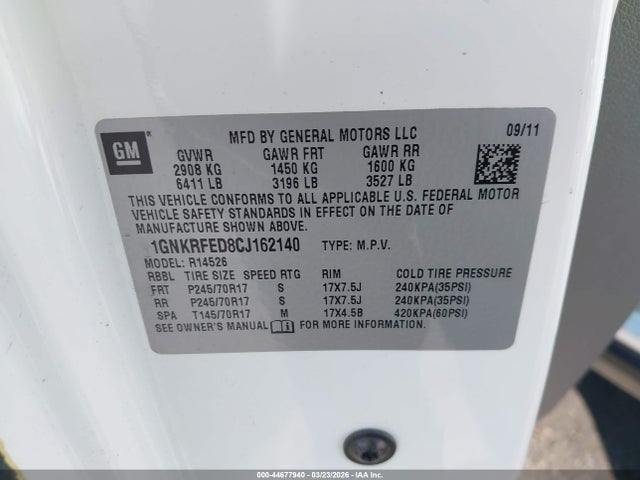 GM
MFD BY GENERAL MOTORS LLC 09/11
GVWR GAWR FRT GAWR RR
2908 KG 1450 KG 1600 KG
6411 LB 3196 LB 3527 LB
THIS VEHICLE CONFORMS TO ALL APPLICABLE U.S. FEDERAL MOTOR
VEHICLE SAFETY STANDARDS IN EFFECT ON THE DATE OF
MANUFACTURE SHOWN ABOVE.
1GNKRFED8CJ162140 TYPE: M.P.V.
MODEL: R14526
RBBL TIRE SIZE SPEED RTG RIM COLD TIRE PRESSURE
FRT P245/70R17 S 17X7.5J 240KPA(35PSI)
RR P245/70R17 S 17X7.5J 240KPA(35PSI)
SPA T145/70R17 M 17X4.5B 420KPA(60PSI)
SEE OWNER'S MANUAL FOR MORE INFORMATION.
000-44677940 - 03/23/2026 - IAAI.com